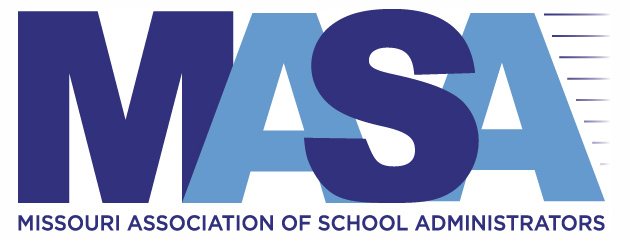 MASA
MISSOURI ASSOCIATION OF SCHOOL ADMINISTRATORS